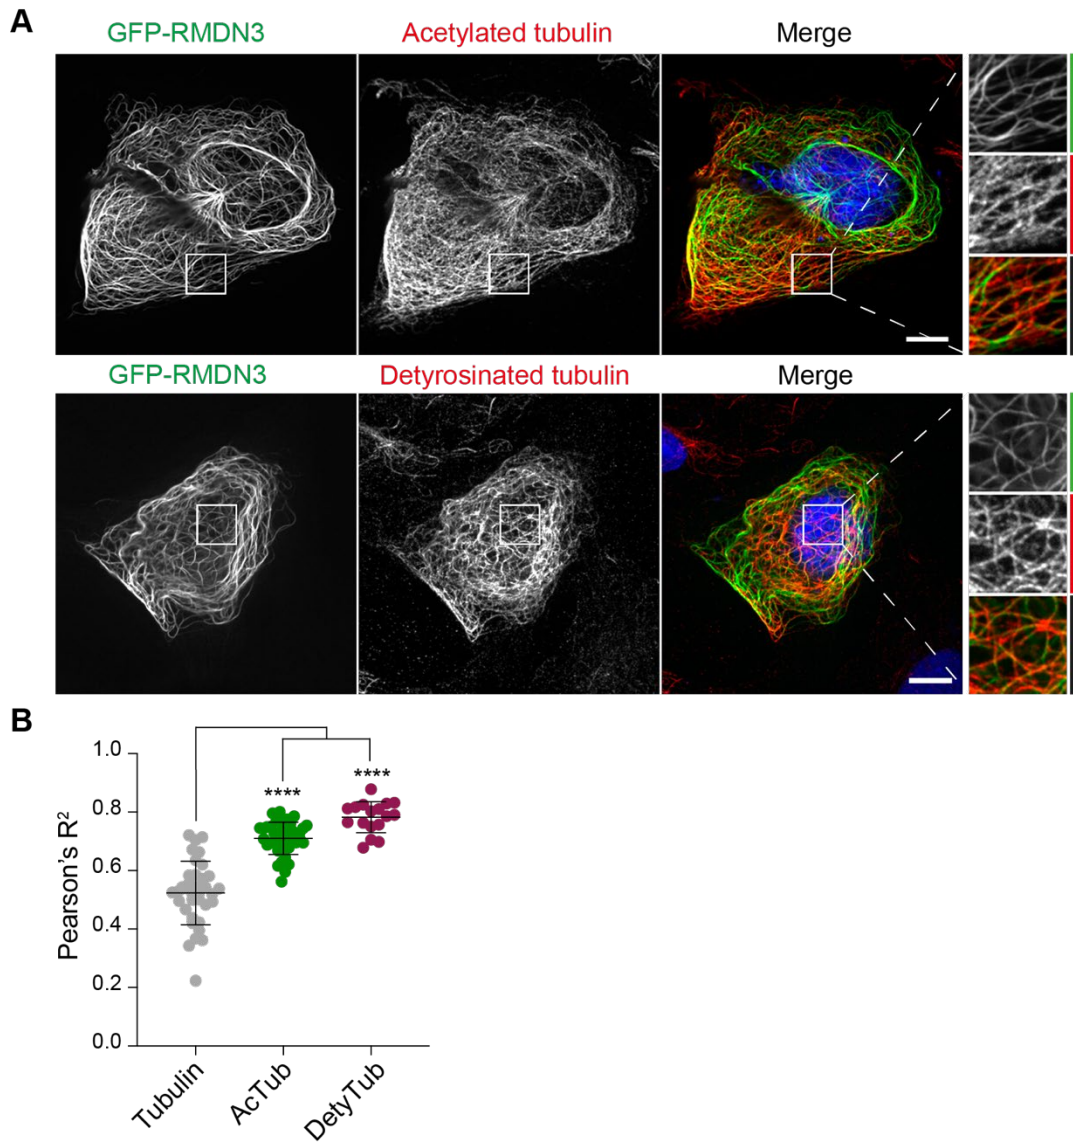 A
GFP-RMDN3 Acetylated tubulin Merge
GFP-RMDN3 Detyrosinated tubulin Merge
B
1.0
0.8
0.6
0.4
0.2
0.0
Pearson's R²
**** ****
Tubulin AcTub DetyTub